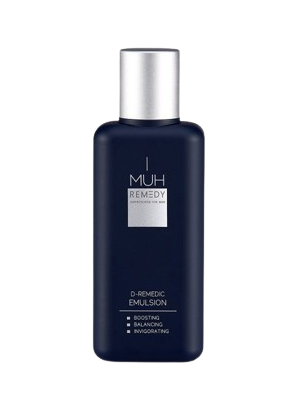 I
MUH
REMEDY
D-REMEDIC
EMULSION
BOOSTING
BALANCING
INVIGORATING